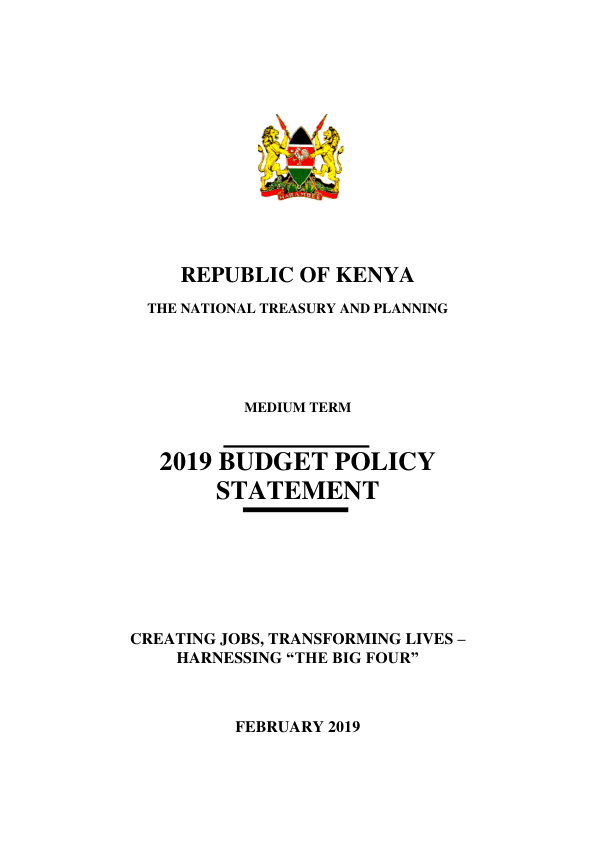 HARAMBEE
REPUBLIC OF KENYA
THE NATIONAL TREASURY AND PLANNING
MEDIUM TERM
2019 BUDGET POLICY
STATEMENT
CREATING JOBS, TRANSFORMING LIVES –
HARNESSING “THE BIG FOUR”
FEBRUARY 2019